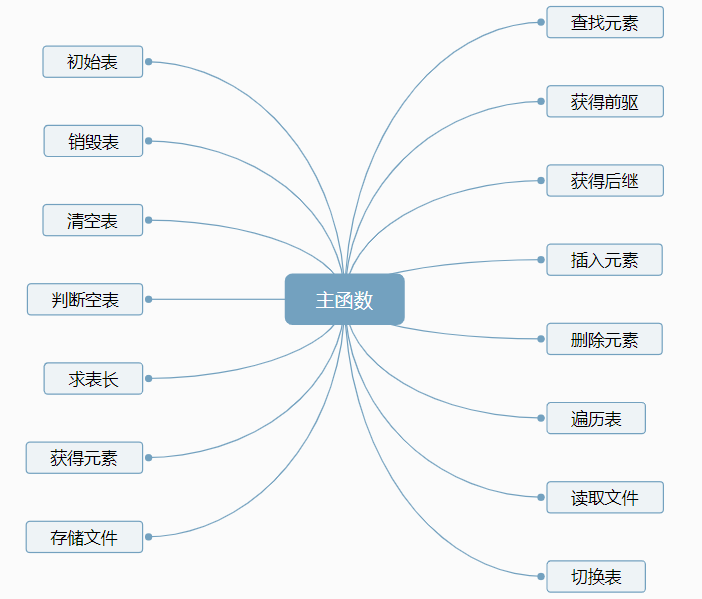 初始表
销毁表
清空表
判断空表
求表长
获得元素
存储文件
主函数
查找元素
获得前驱
获得后继
插入元素
删除元素
遍历表
读取文件
切换表